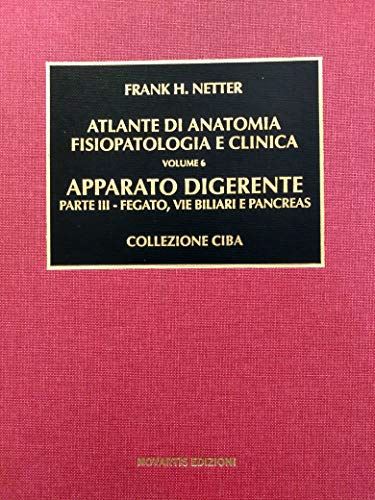 FRANK H. NETTER
ATLANTE DI ANATOMIA
FISIOPATOLOGIA E CLINICA
VOLUME 6
APPARATO DIGERENTE
PARTE III - FEGATO, VIE BILIARI E PANCREAS
COLLEZIONE CIBA
NOVARTIS EDIZIONI